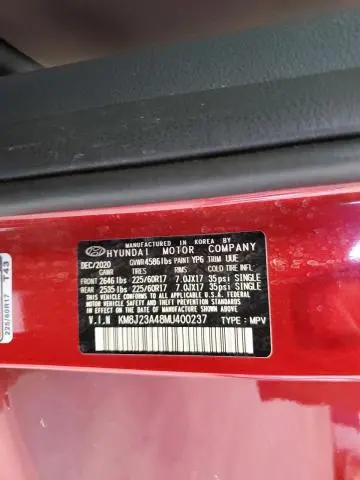 MANUFACTURED IN KOREA BY
HYUNDAI MOTOR COMPANY
DEC/2020 GVWR 4586 lbs PAINT YP6 TRIM UUE
GAWR TIRES RIMS COLD TIRE INFL
FRONT 2646 lbs 225/60R17 7.0JX17 35psi SINGLE
REAR 2535 lbs 225/60R17 7.0JX17 35psi SINGLE
THIS VEHICLE CONFORMS TO ALL APPLICABLE
FEDERAL MOTOR VEHICLE SAFETY, BUMPER,
AND THEFT PREVENTION STANDARDS IN EFFECT
ON THE DATE OF MANUFACTURE SHOWN ABOVE.
V.I.N KM8J23A48MU400237 TYPE: MPV
225/60R17 T43